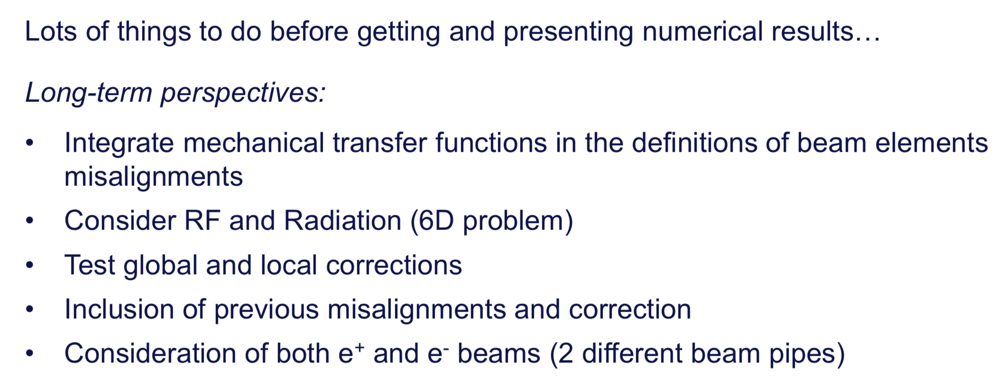 Lots of things to do before getting and presenting numerical results…
Long-term perspectives:
• Integrate mechanical transfer functions in the definitions of beam elements
misalignments
• Consider RF and Radiation (6D problem)
• Test global and local corrections
• Inclusion of previous misalignments and correction
• Consideration of both e⁺ and e⁻ beams (2 different beam pipes)